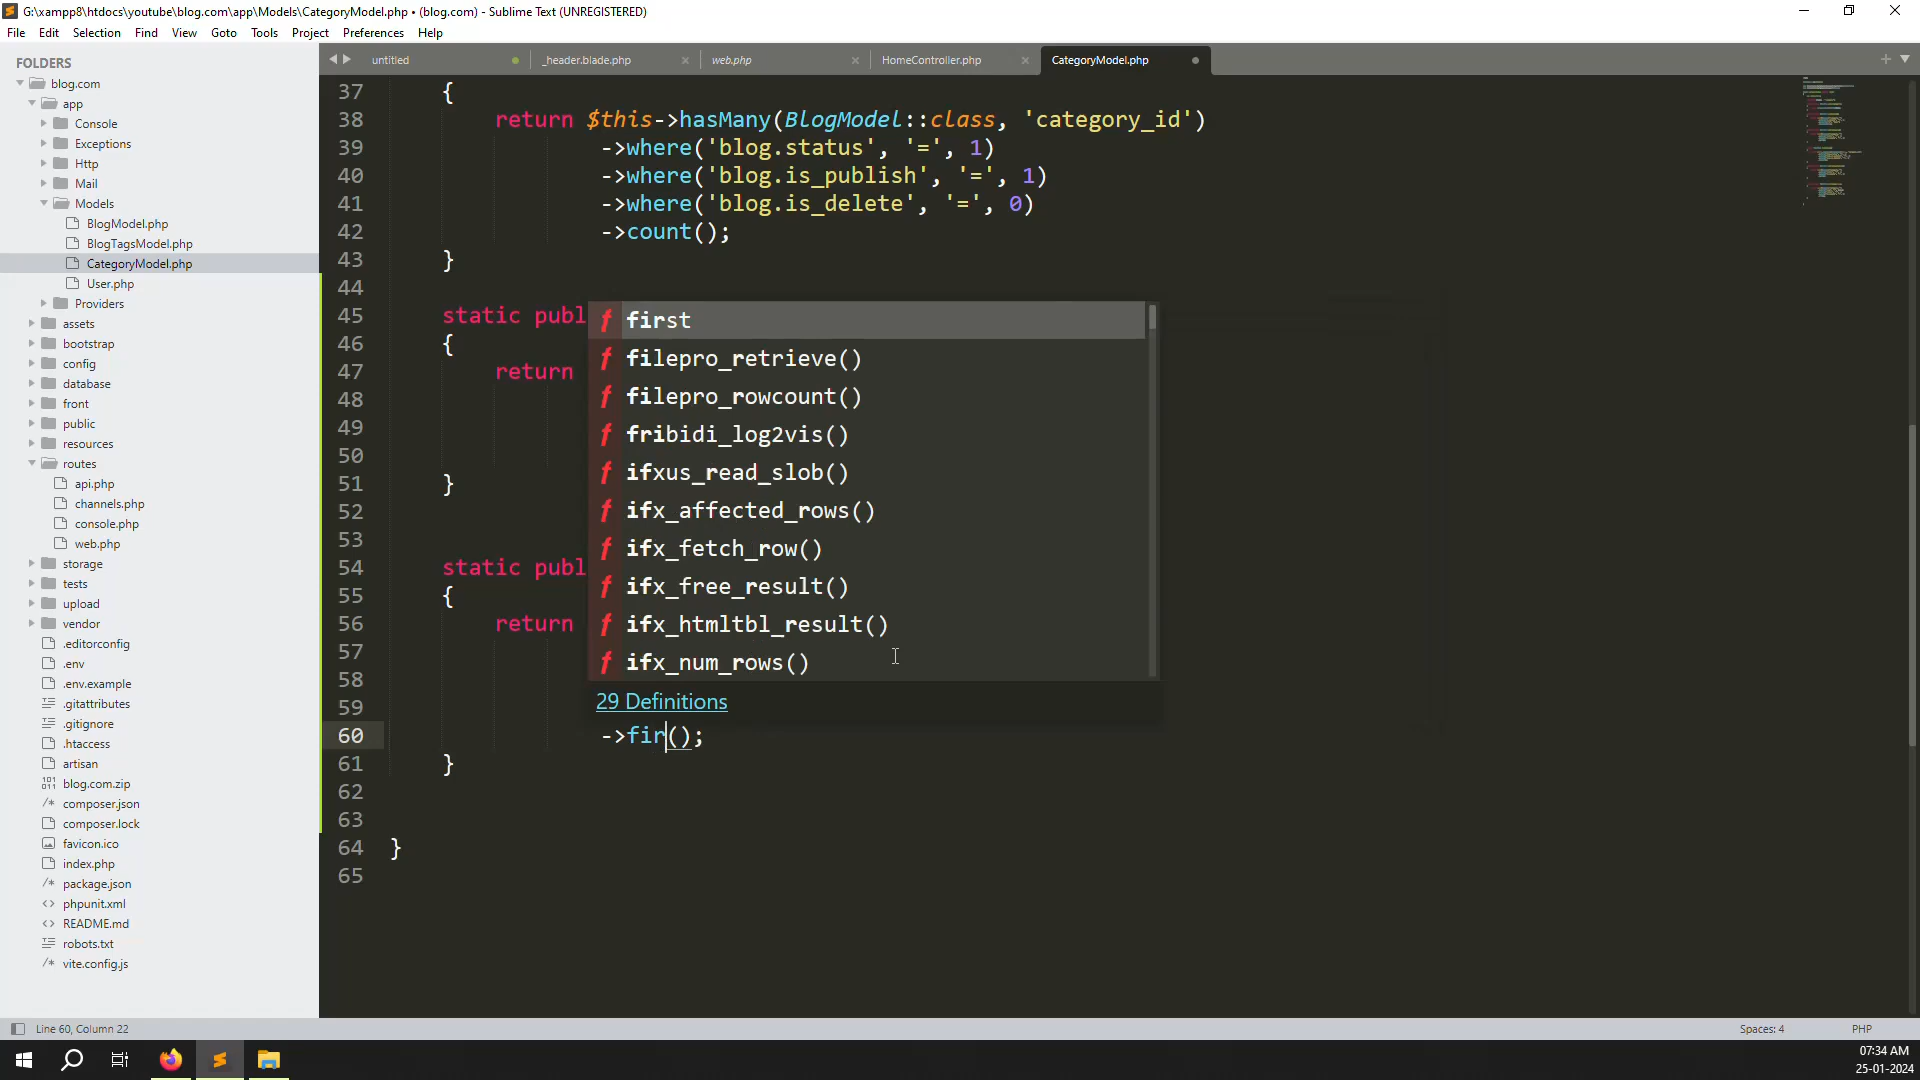 G:\xampp8\htdocs\youtube\blog.com\app\Models\CategoryModel.php • (blog.com) - Sublime Text (UNREGISTERED)
File Edit Selection Find View Goto Tools Project Preferences Help
FOLDERS
blog.com
app
Console
Exceptions
Http
Mail
Models
BlogModel.php
BlogTagsModel.php
CategoryModel.php
User.php
Providers
assets
bootstrap
config
database
front
public
resources
routes
api.php
channels.php
console.php
web.php
storage
tests
upload
vendor
.editorconfig
.env
.env.example
.gitattributes
.gitignore
.htaccess
artisan
blog.com.zip
composer.json
composer.lock
favicon.ico
index.php
package.json
phpunit.xml
README.md
robots.txt
vite.config.js
untitled _header.blade.php web.php HomeController.php CategoryModel.php
37 {
38 return $this->hasMany(BlogModel::class, 'category_id')
39 ->where('blog.status', '=', 1)
40 ->where('blog.is_publish', '=', 1)
41 ->where('blog.is_delete', '=', 0)
42 ->count();
43 }
44
45 static publ
46 {
47 return
48
49
50
51 }
52
53
54 static publ
55 {
56 return
57
58
59
60 ->fir();
61 }
62
63
64 }
65
f first
f filepro_retrieve()
f filepro_rowcount()
f fribidi_log2vis()
f ifxus_read_slob()
f ifx_affected_rows()
f ifx_fetch_row()
f ifx_free_result()
f ifx_htmltbl_result()
f ifx_num_rows()
29 Definitions
Line 60, Column 22 Spaces: 4 PHP
07:34 AM
25-01-2024